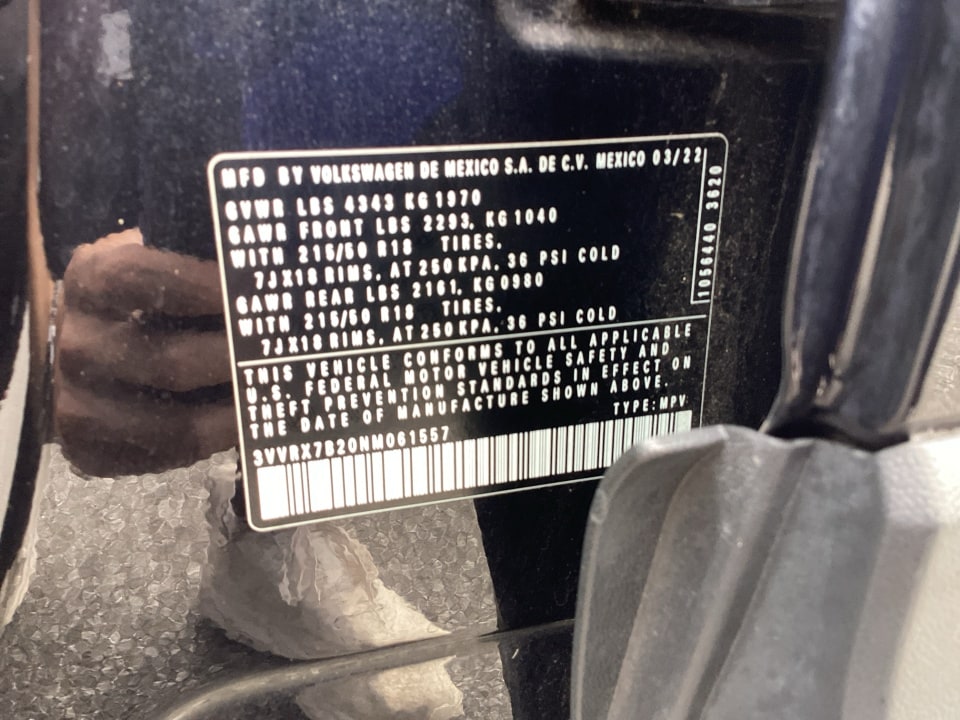 MFD BY VOLKSWAGEN DE MEXICO S.A. DE C.V. MEXICO 03/22
GVWR LBS 4343 KG 1970
GAWR FRONT LBS 2293, KG 1040
WITH 215/50 R18 TIRES,
7JX18 RIMS, AT 250 KPA, 36 PSI COLD
GAWR REAR LBS 2161, KG 0980
WITH 215/50 R18 TIRES,
7JX18 RIMS, AT 250 KPA, 36 PSI COLD
THIS VEHICLE CONFORMS TO ALL APPLICABLE
U.S. FEDERAL MOTOR VEHICLE SAFETY AND
THEFT PREVENTION STANDARDS IN EFFECT ON
THE DATE OF MANUFACTURE SHOWN ABOVE.
TYPE: MPV
3VVRX7B20NM061557
1056440 3620